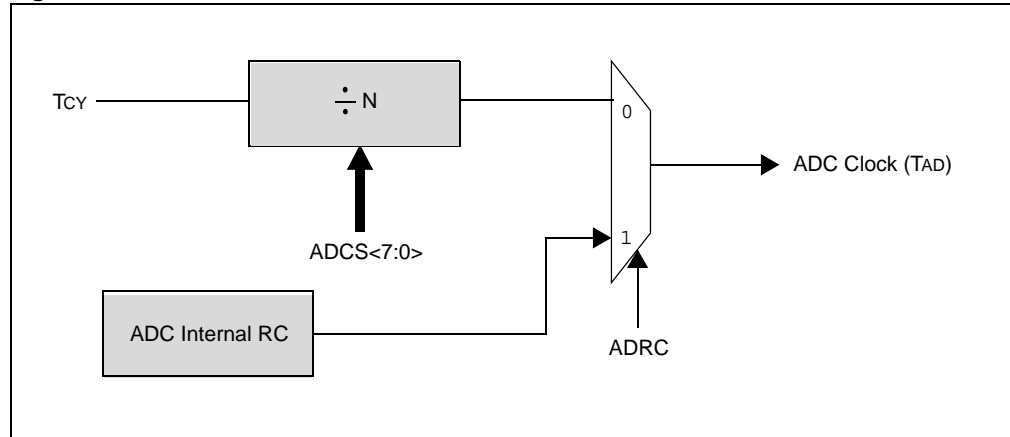 TCY
÷ N
0
ADC Clock (TAD)
ADCS<7:0>
1
ADC Internal RC
ADRC